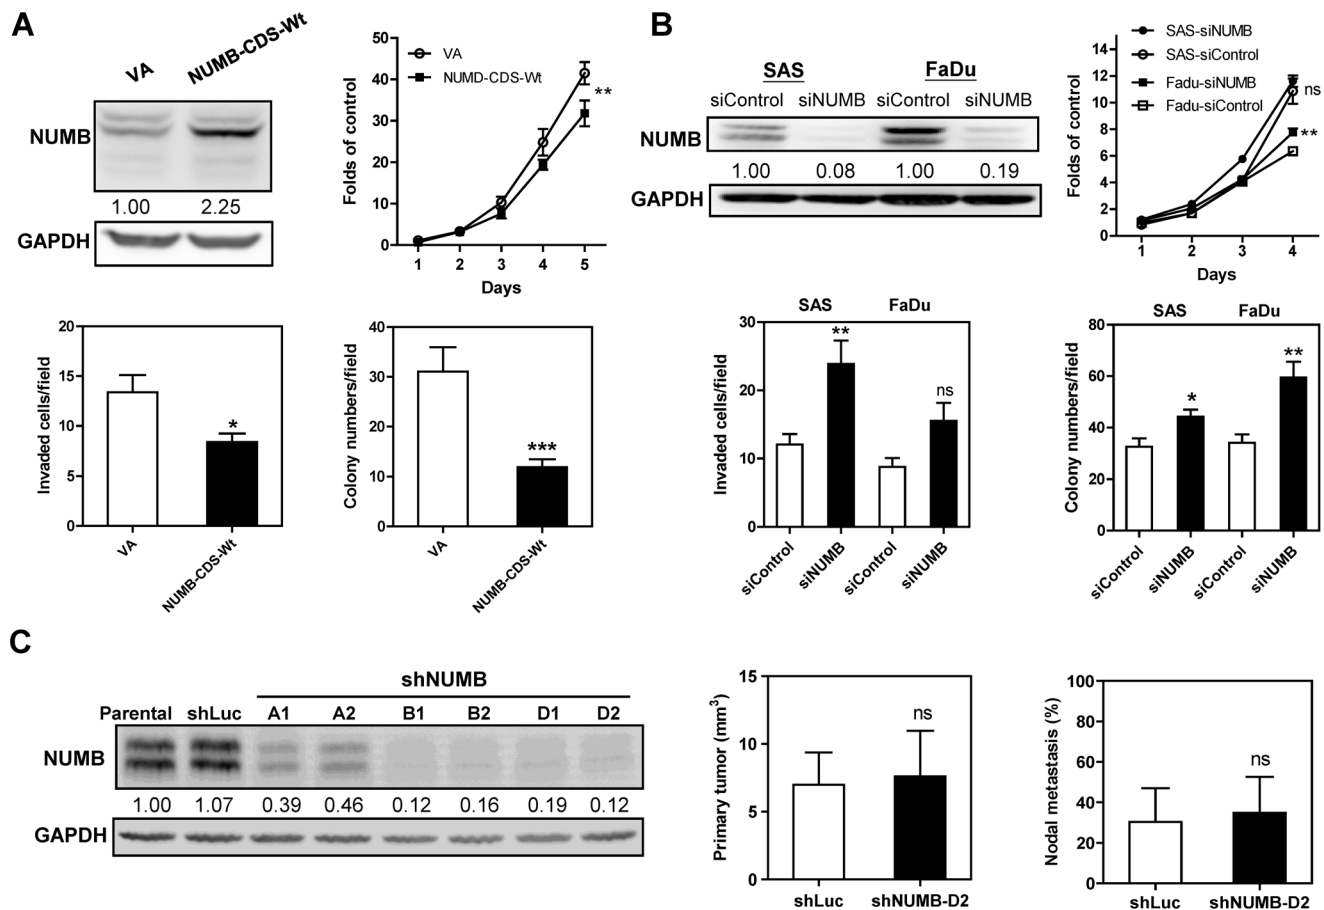 A
VA
NUMB-CDS-Wt
NUMB
1.00 2.25
GAPDH
Folds of control
50
40
30
20
10
0
VA
NUMD-CDS-Wt
**
1 2 3 4 5
Days
Invaded cells/field
20
15
10
5
0
*
VA
NUMB-CDS-Wt
Colony numbers/field
40
30
20
10
0
***
VA
NUMB-CDS-Wt
B
SAS FaDu
siControl siNUMB siControl siNUMB
NUMB
1.00 0.08 1.00 0.19
GAPDH
Folds of control
14
12
10
8
6
4
2
0
SAS-siNUMB
SAS-siControl
Fadu-siNUMB
Fadu-siControl
ns
**
1 2 3 4
Days
SAS FaDu
Invaded cells/field
30
20
10
0
**
ns
siControl
siNUMB
siControl
siNUMB
SAS FaDu
Colony numbers/field
80
60
40
20
0
*
**
siControl
siNUMB
siControl
siNUMB
C
shNUMB
Parental shLuc A1 A2 B1 B2 D1 D2
NUMB
1.00 1.07 0.39 0.46 0.12 0.16 0.19 0.12
GAPDH
Primary tumor (mm3)
15
10
5
0
ns
shLuc shNUMB-D2
Nodal metastasis (%)
100
80
60
40
20
0
ns
shLuc shNUMB-D2